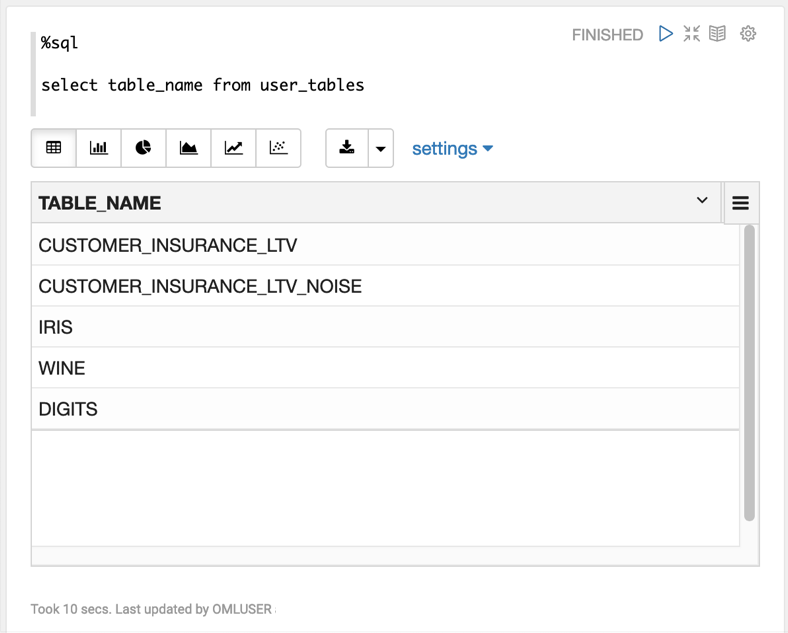 %sql
FINISHED
select table_name from user_tables
settings
TABLE_NAME
CUSTOMER_INSURANCE_LTV
CUSTOMER_INSURANCE_LTV_NOISE
IRIS
WINE
DIGITS
Took 10 secs. Last updated by OMLUSER